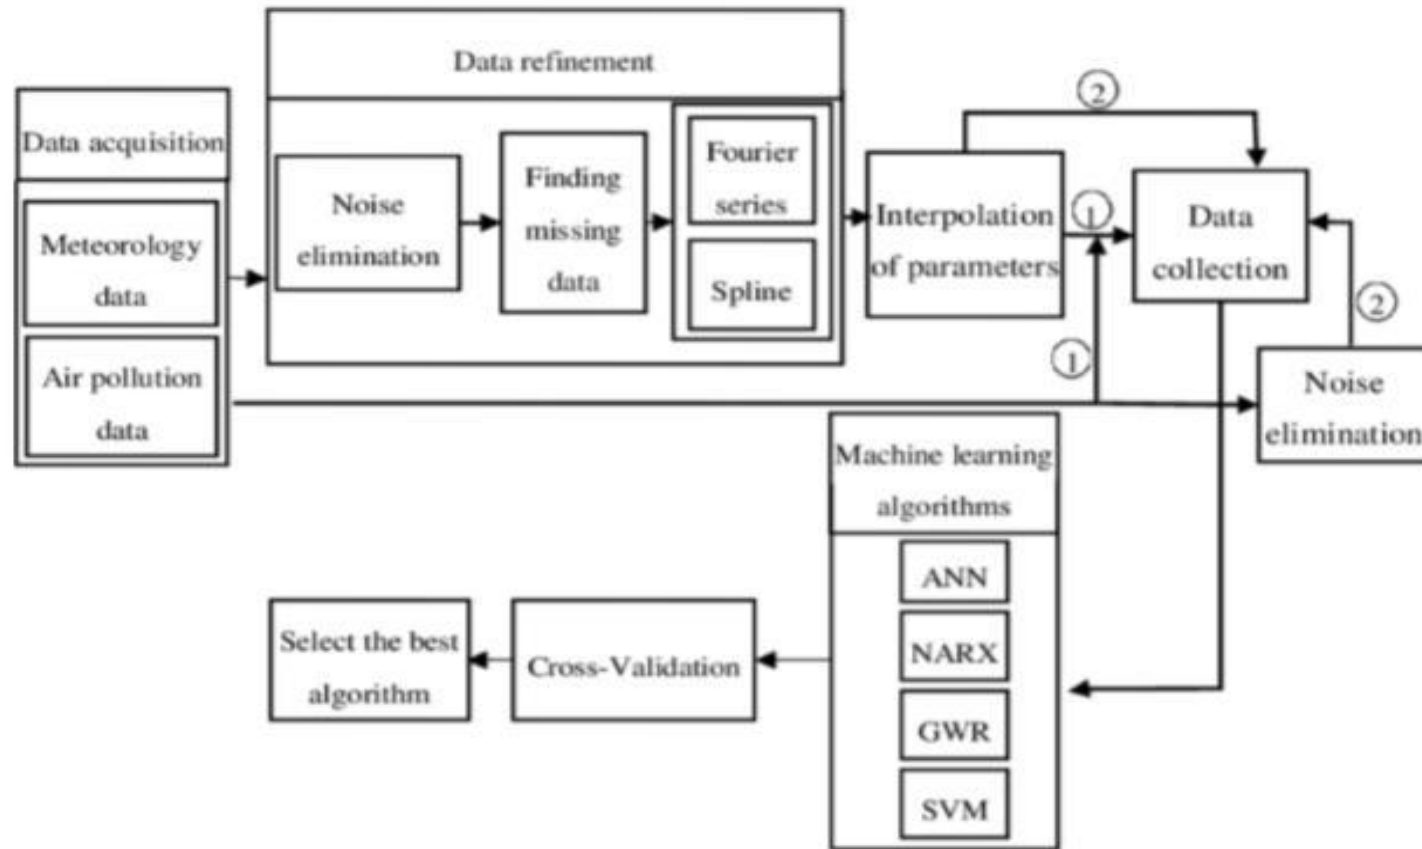 Data acquisition
Meteorology
data
Air pollution
data
Data refinement
Noise
elimination
Finding
missing
data
Fourier
series
Spline
Interpolation
of parameters
2
1
1
Data
collection
2
Noise
elimination
Machine learning
algorithms
ANN
NARX
GWR
SVM
Cross-Validation
Select the best
algorithm